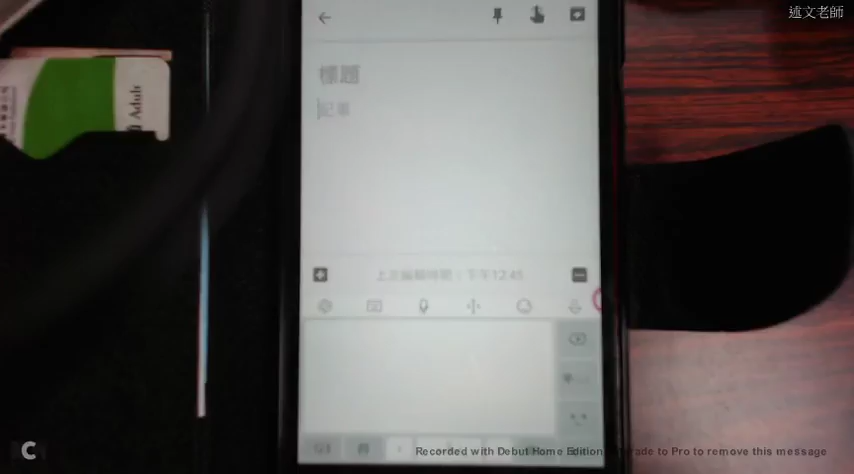 述文老師
標題
記事
Adult
上次編輯時間：下午12:45
C
Recorded with Debut Home Edition
rade to Pro to remove this message